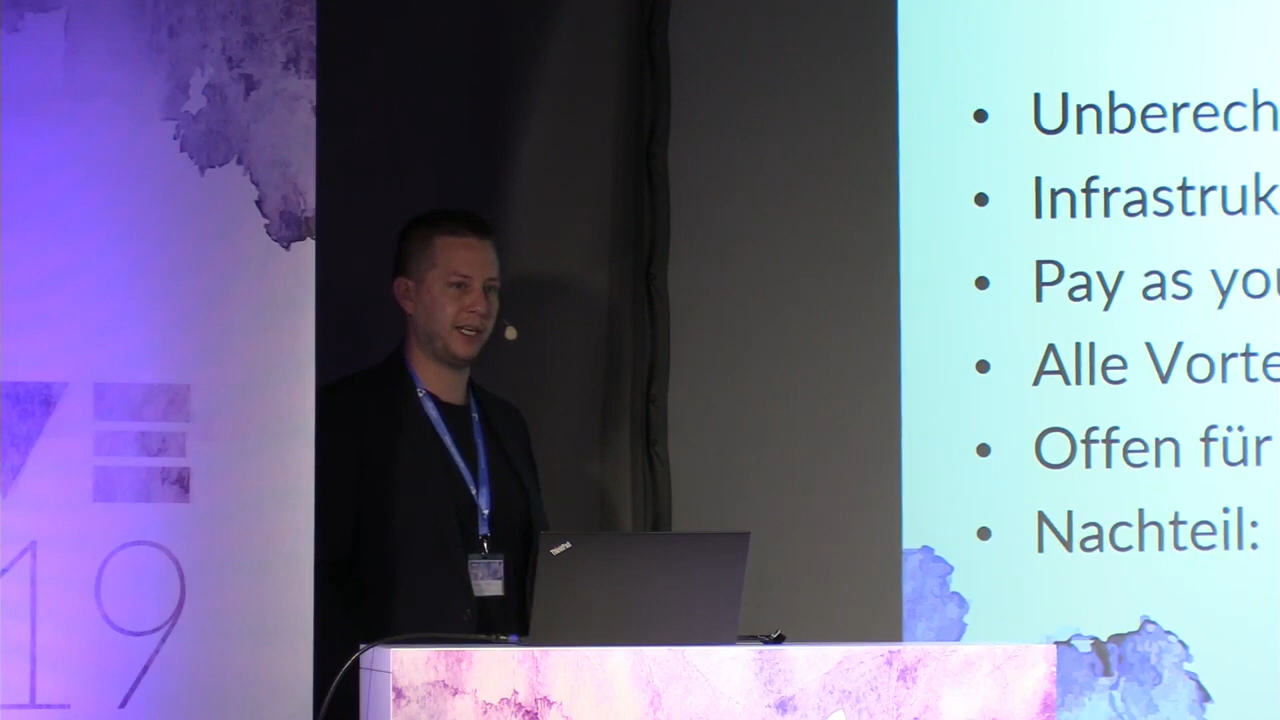 19
ThinkPad
Unberech
Infrastruk
Pay as you
Alle Vorte
Offen für
Nachteil: